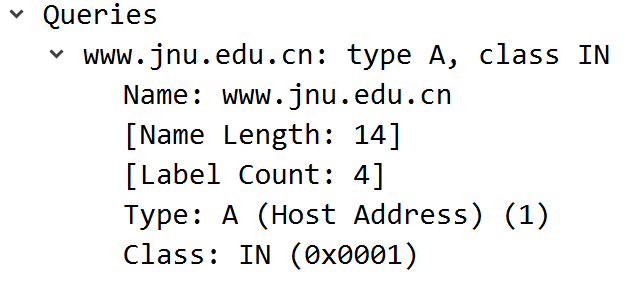 Queries
www.jnu.edu.cn: type A, class IN
Name: www.jnu.edu.cn
[Name Length: 14]
[Label Count: 4]
Type: A (Host Address) (1)
Class: IN (0x0001)